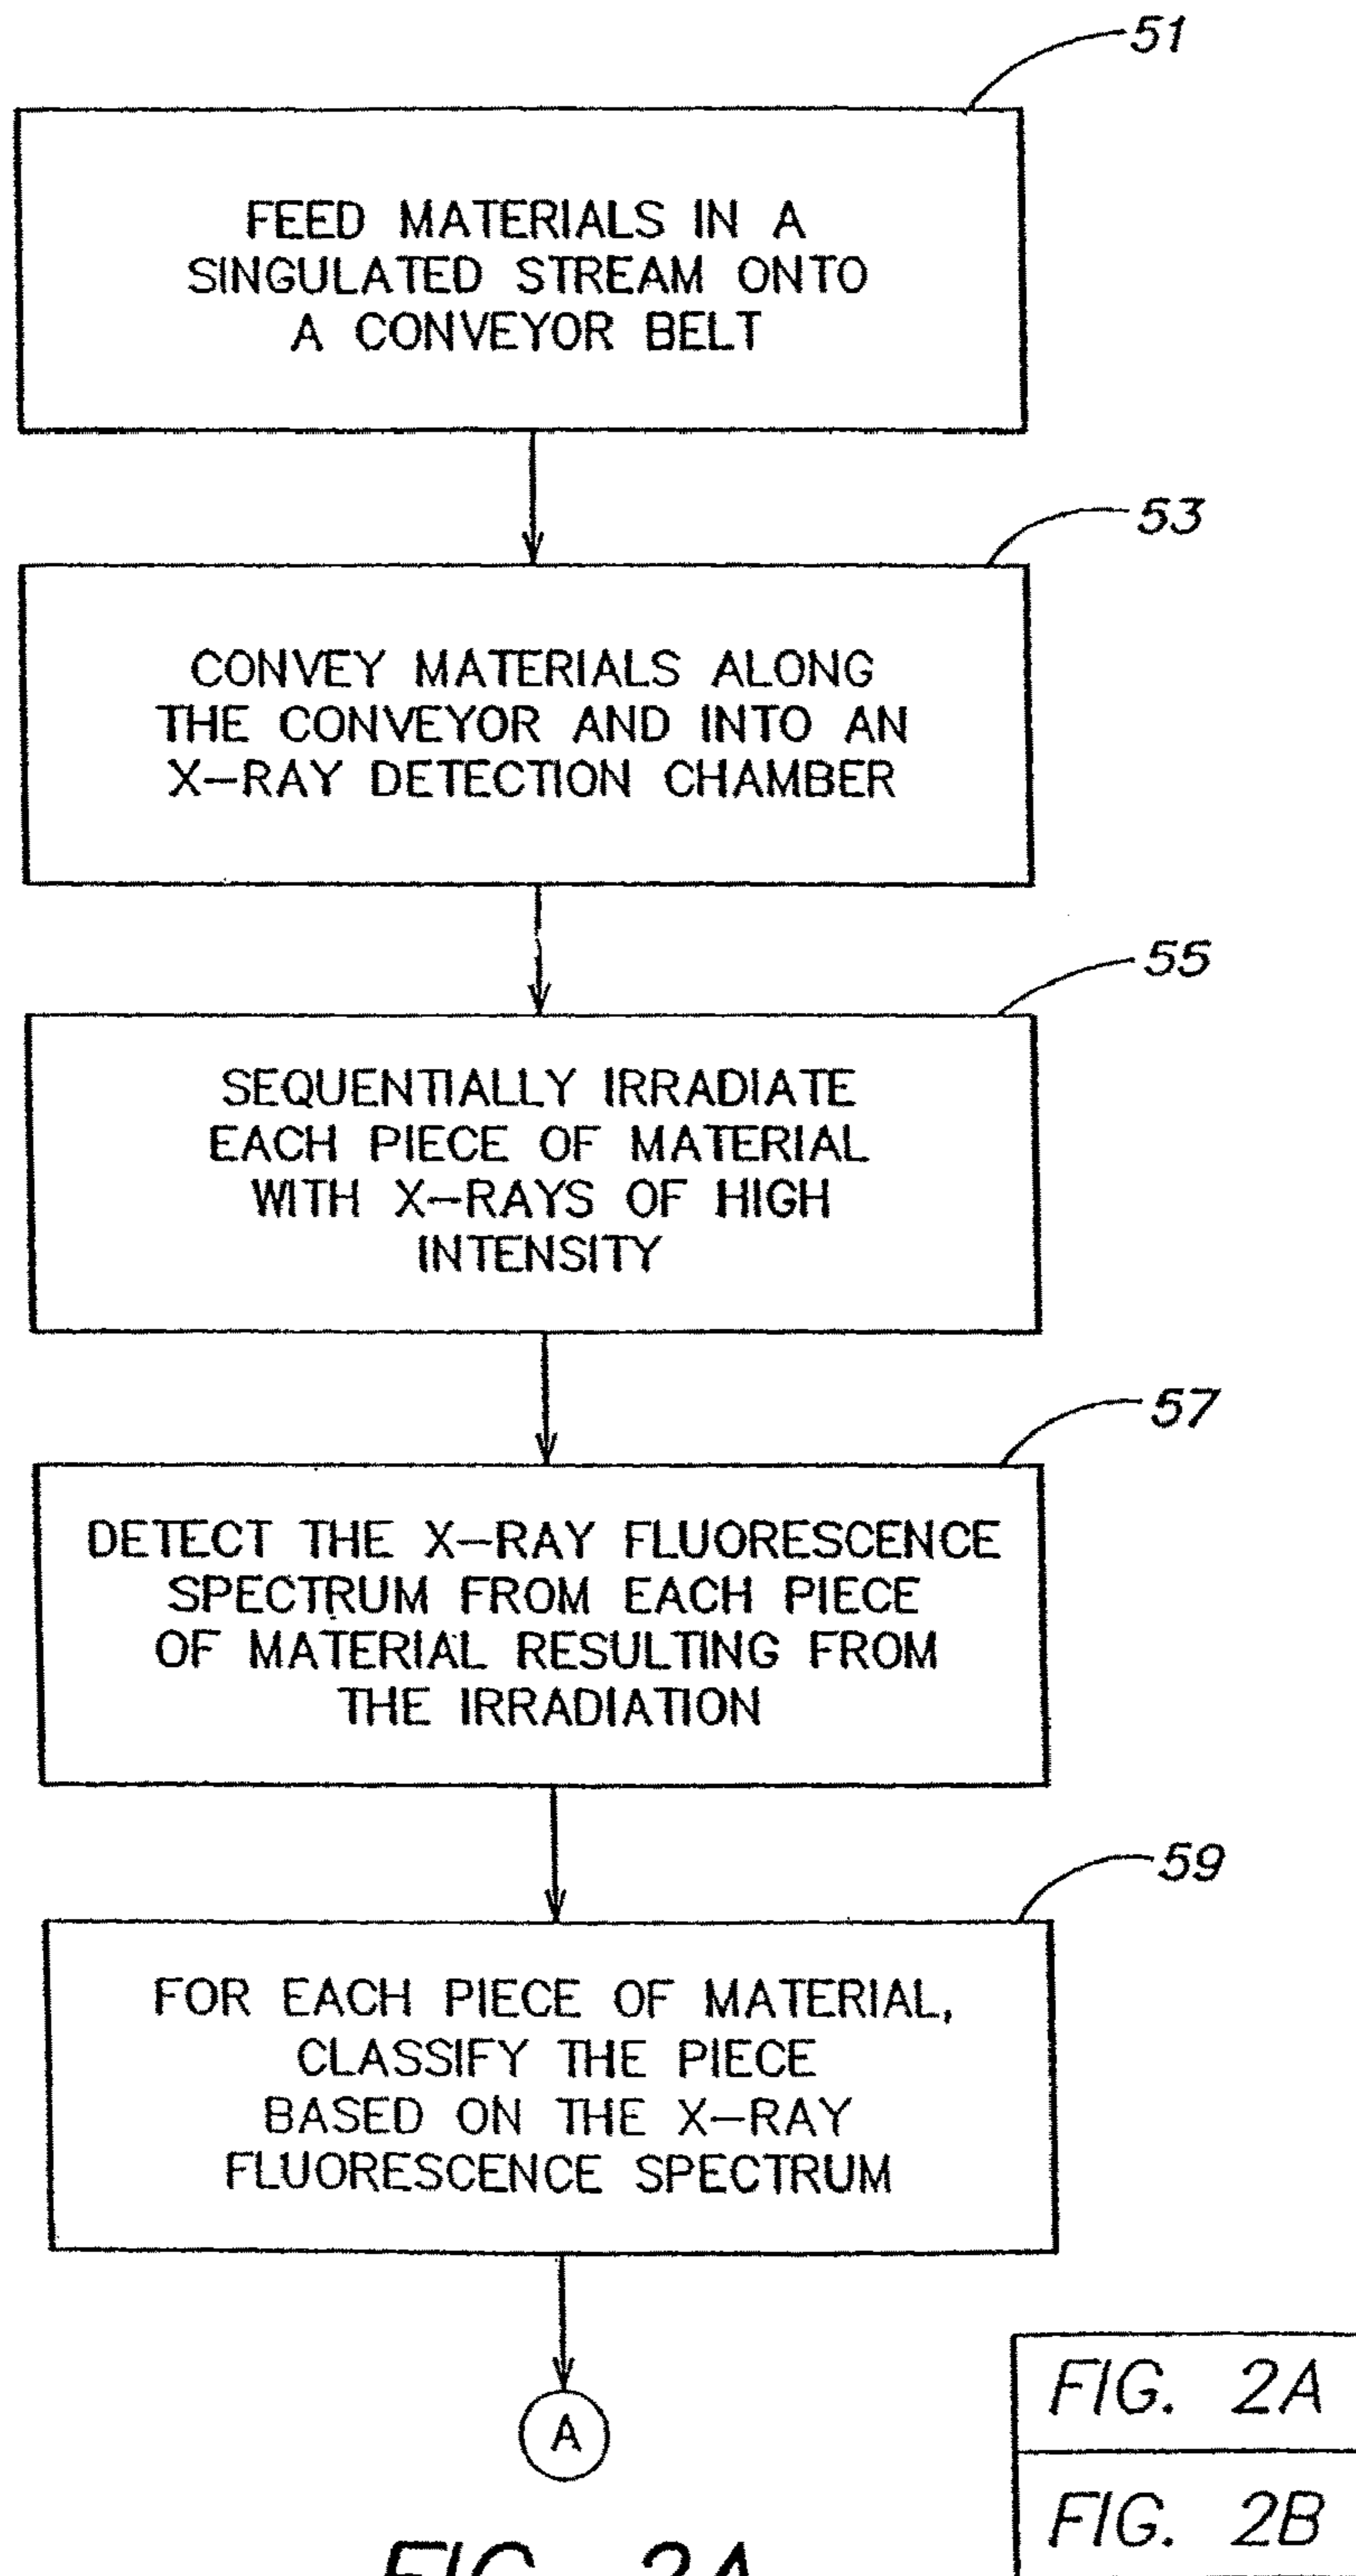 51
FEED MATERIALS IN A
SINGULATED STREAM ONTO
A CONVEYOR BELT
53
CONVEY MATERIALS ALONG
THE CONVEYOR AND INTO AN
X-RAY DETECTION CHAMBER
55
SEQUENTIALLY IRRADIATE
EACH PIECE OF MATERIAL
WITH X-RAYS OF HIGH
INTENSITY
57
DETECT THE X-RAY FLUORESCENCE
SPECTRUM FROM EACH PIECE
OF MATERIAL RESULTING FROM
THE IRRADIATION
59
FOR EACH PIECE OF MATERIAL,
CLASSIFY THE PIECE
BASED ON THE X-RAY
FLUORESCENCE SPECTRUM
A
FIG. 2A
FIG. 2B
FIG. 2A